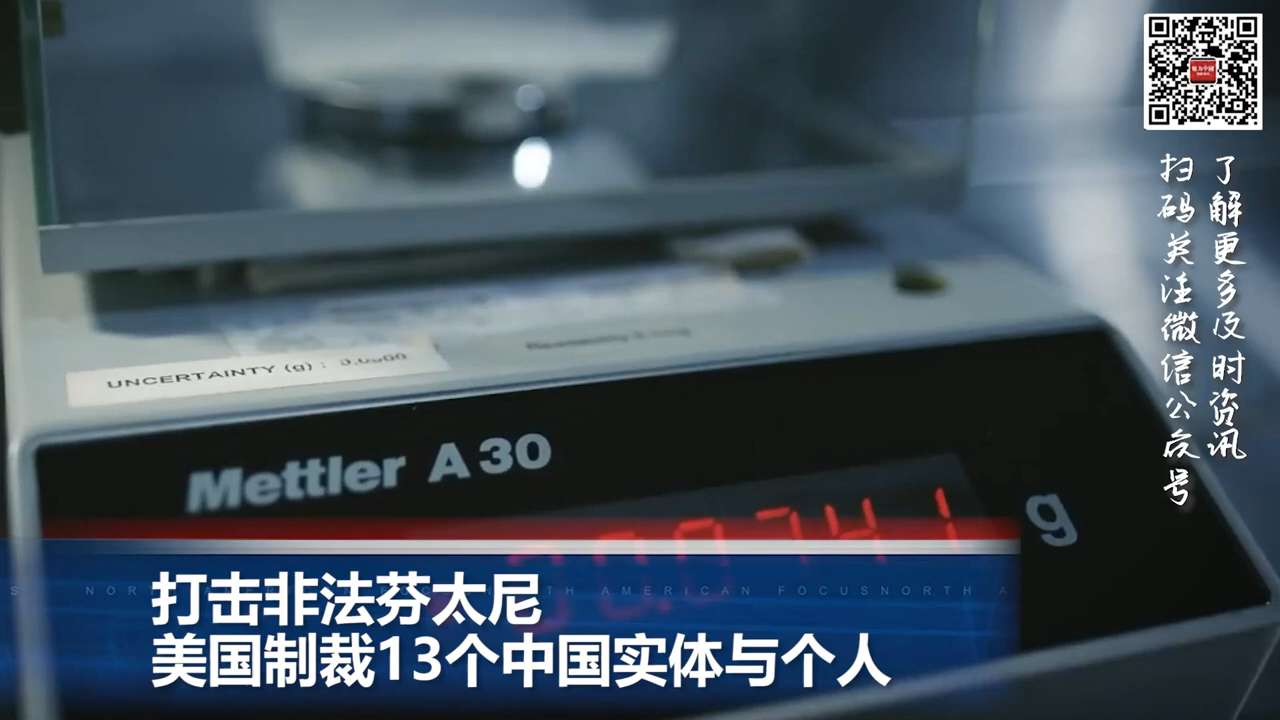 了解更多及时资讯
扫码关注微信公众号
UNCERTAINTY (g) :
Mettler A30
g
打击非法芬太尼
美国制裁13个中国实体与个人